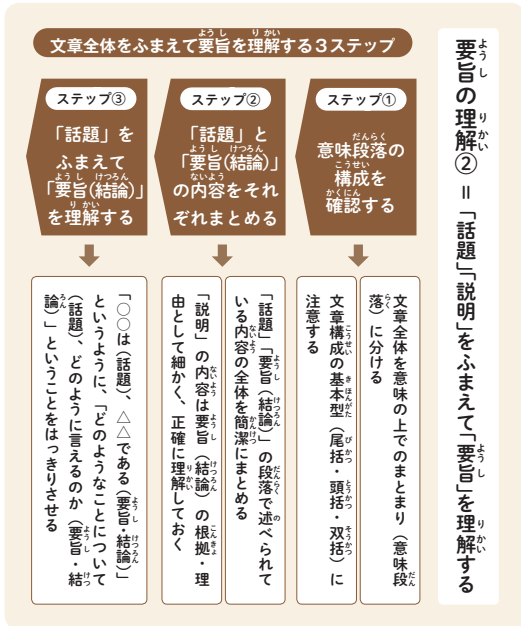 要旨の理解② =「話題」「説明」をふまえて「要旨」を理解する
文章全体をふまえて要旨を理解する3ステップ
ステップ①
意味段落の
構成を
確認する
文章全体を意味の上でのまとまり(意味段
落)に分ける
文章構成の基本型(尾括・頭括・双括)に
注意する
ステップ②
「話題」と
「要旨(結論)」
の内容をそれ
ぞれまとめる
「話題」「要旨(結論)」の段落で述べられて
いる内容の全体を簡潔にまとめる
「説明」の内容は要旨(結論)の根拠・理
由として細かく、正確に理解しておく
ステップ③
「話題」を
ふまえて
「要旨(結論)」
を理解する
「○○は(話題)、△△である(要旨・結論)」
というように、「どのようなことについて
(話題)、どのように言えるのか(要旨・結
論)」ということをはっきりさせる